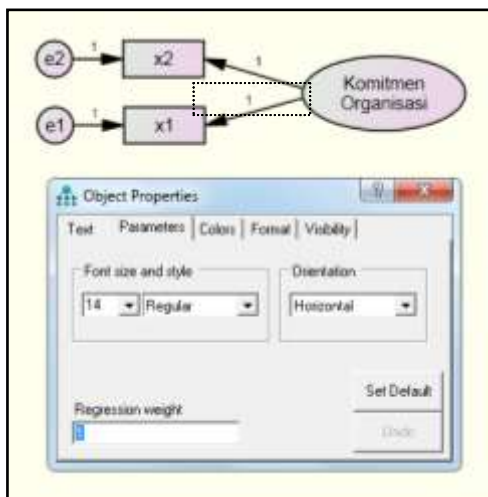 e2
1
x2
1
Komitmen
Organisasi
1
e1
1
x1
Object Properties
Text Parameters Colors Format Visibility
Font size and style
Orientation
14 Regular
Horizontal
Set Default
Regression weight
1
Undo